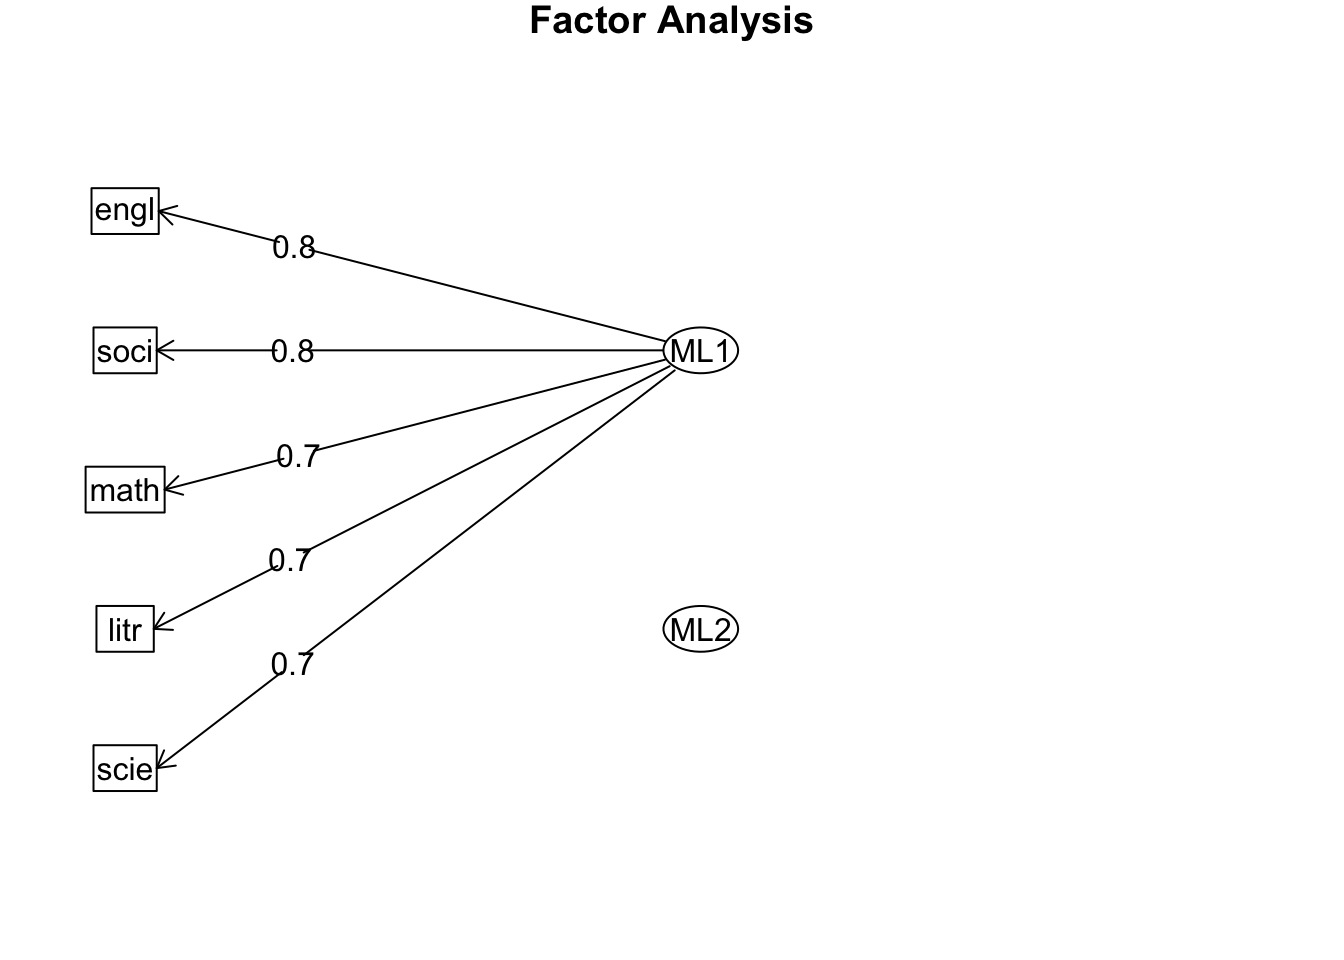 Factor Analysis
engl
0.8
soci
0.8
ML1
math
0.7
litr
0.7
ML2
scie
0.7